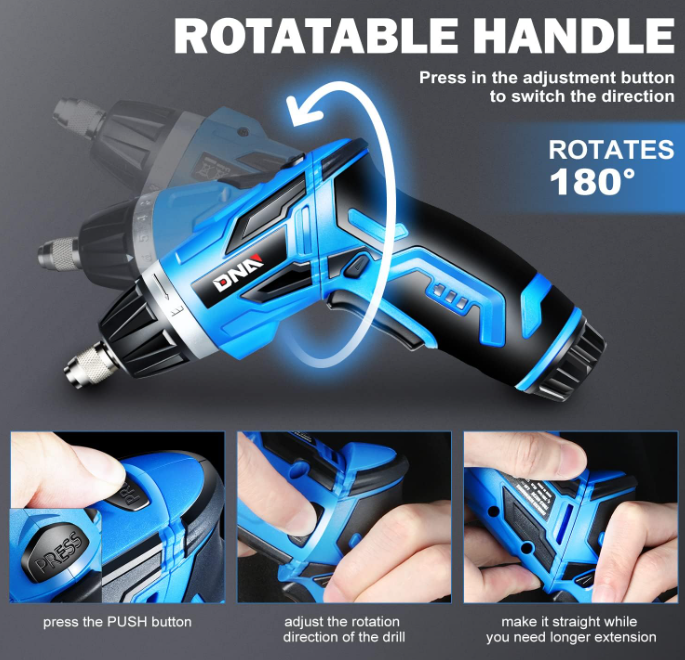 ROTATABLE HANDLE
Press in the adjustment button
to switch the direction
ROTATES
180°
DNA
PRESS
press the PUSH button
adjust the rotation
direction of the drill
make it straight while
you need longer extension